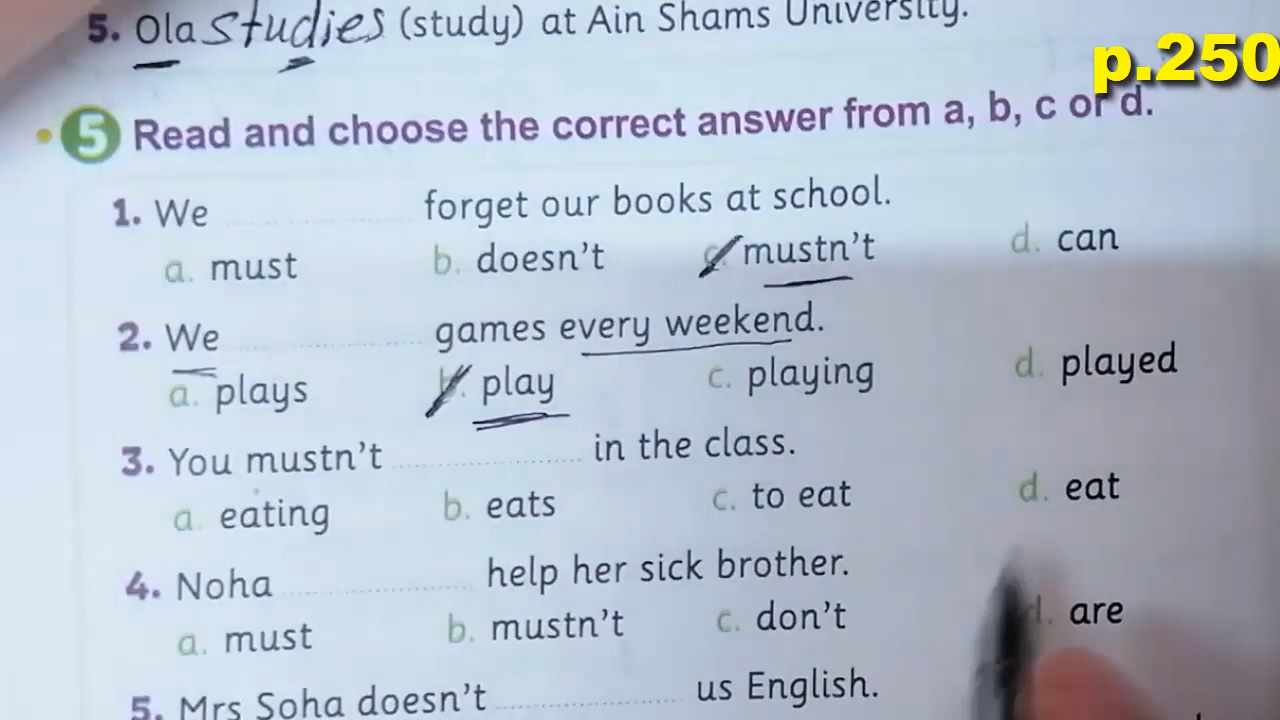 5. Ola studies (study) at Ain Shams University.
p.250
5 Read and choose the correct answer from a, b, c or d.
1. We .......... forget our books at school.
a. must b. doesn't c. mustn't d. can
2. We .......... games every weekend.
a. plays b. play c. playing d. played
3. You mustn't .......... in the class.
a. eating b. eats c. to eat d. eat
4. Noha .......... help her sick brother.
a. must b. mustn't c. don't d. are
5. Mrs Soha doesn't .......... us English.